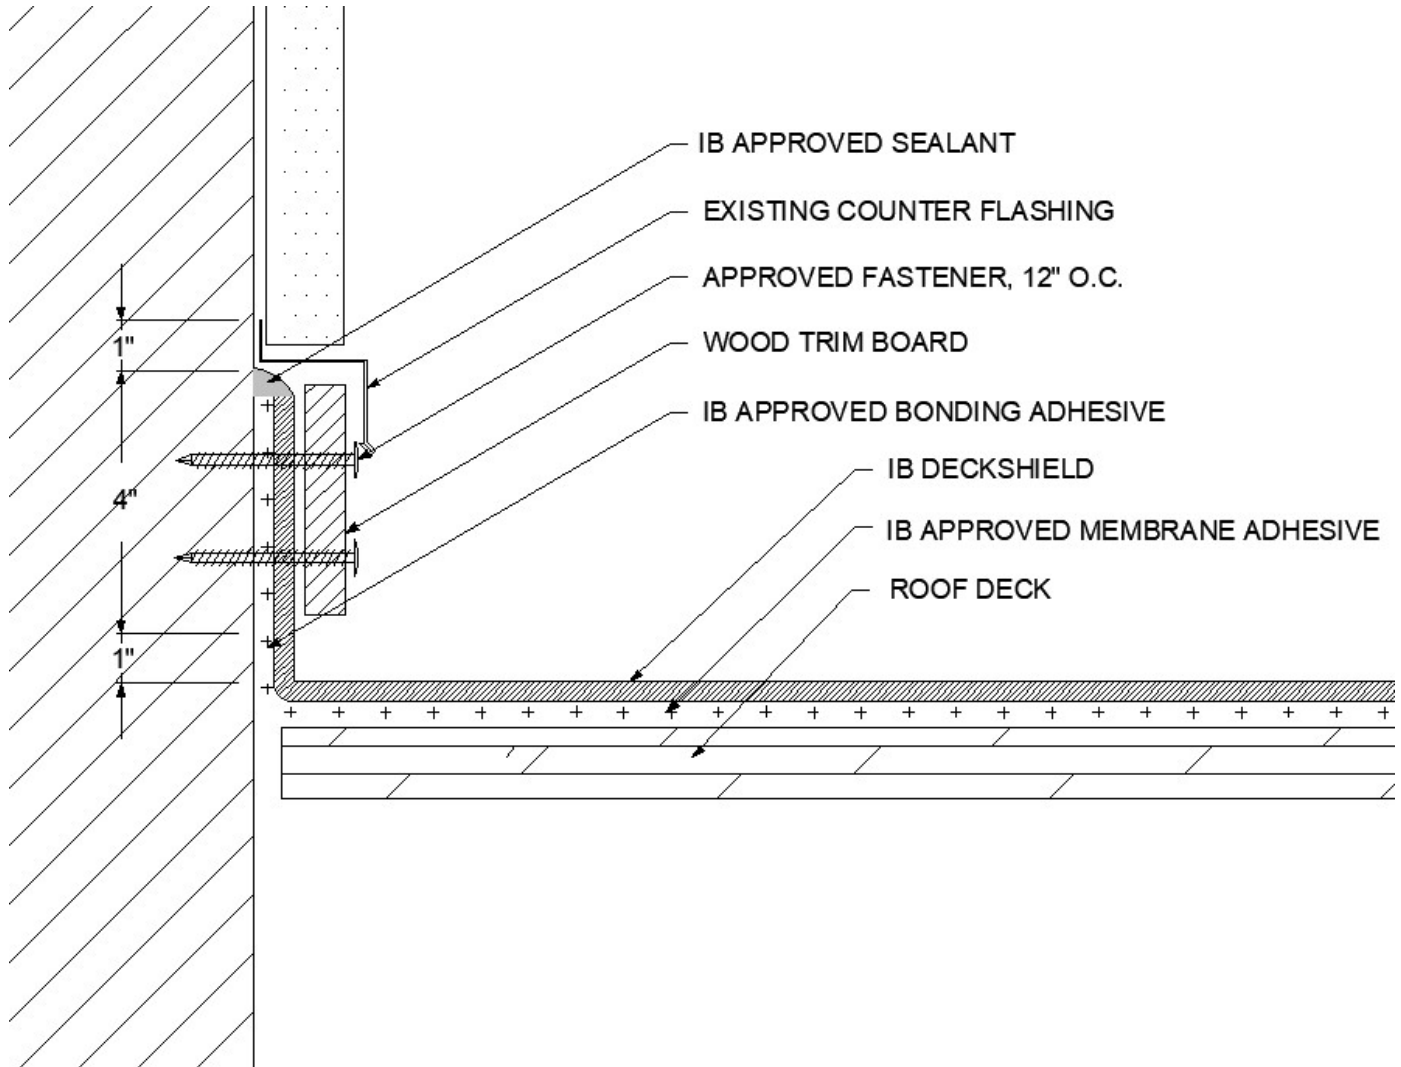 IB APPROVED SEALANT
EXISTING COUNTER FLASHING
APPROVED FASTENER, 12" O.C.
WOOD TRIM BOARD
IB APPROVED BONDING ADHESIVE
IB DECKSHIELD
IB APPROVED MEMBRANE ADHESIVE
ROOF DECK
1"
4"
1"